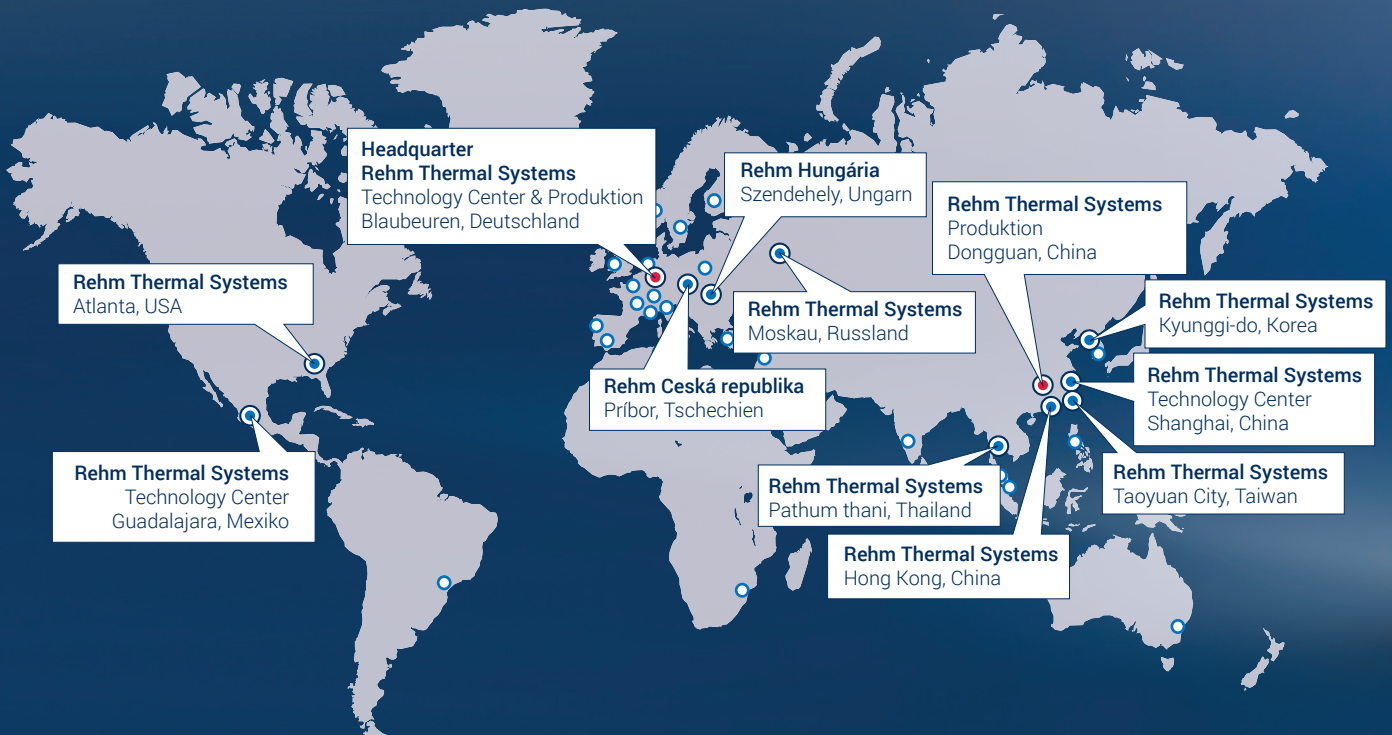 Headquarter
Rehm Thermal Systems
Technology Center & Produktion
Blaubeuren, Deutschland
Rehm Hungária
Szendehely, Ungarn
Rehm Thermal Systems
Produktion
Dongguan, China
Rehm Thermal Systems
Atlanta, USA
Rehm Thermal Systems
Moskau, Russland
Rehm Thermal Systems
Kyunggi-do, Korea
Rehm Ceská republika
Príbor, Tschechien
Rehm Thermal Systems
Technology Center
Shanghai, China
Rehm Thermal Systems
Technology Center
Guadalajara, Mexiko
Rehm Thermal Systems
Pathum thani, Thailand
Rehm Thermal Systems
Taoyuan City, Taiwan
Rehm Thermal Systems
Hong Kong, China